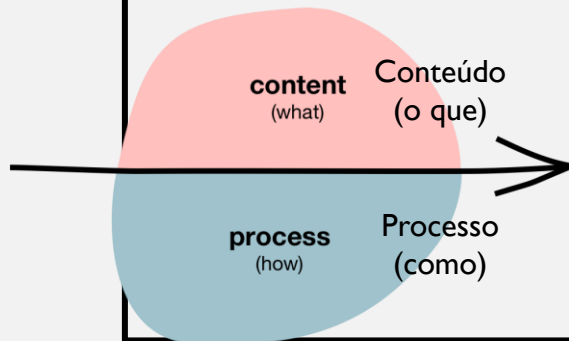 content
(what)
Conteúdo
(o que)
process
(how)
Processo
(como)